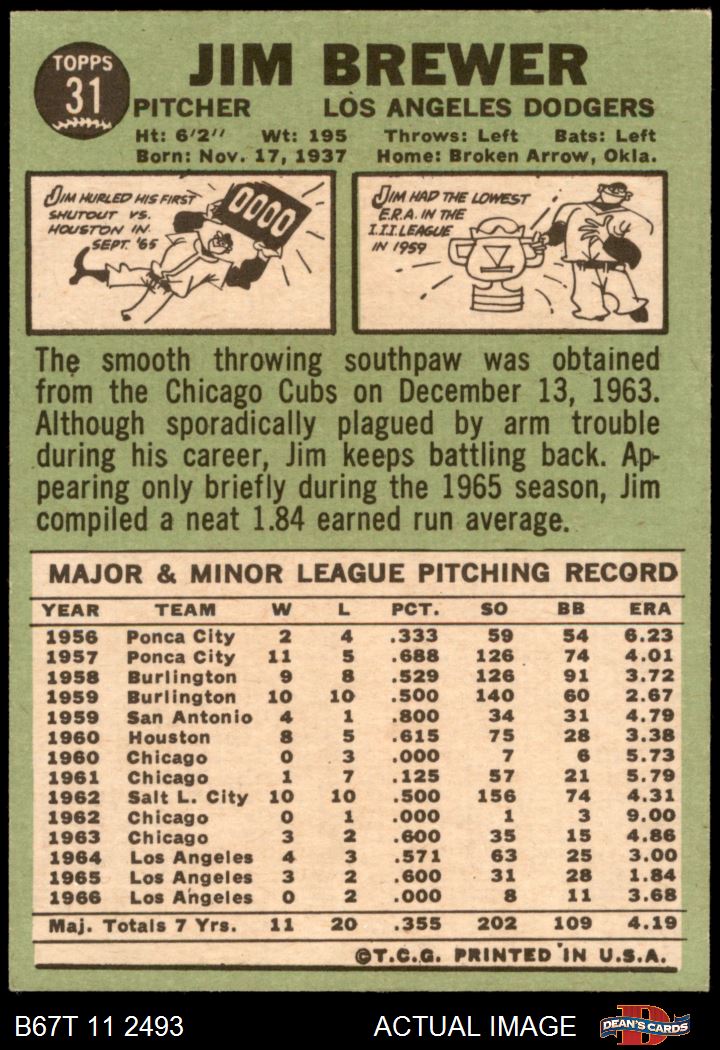 TOPPS
31
JIM BREWER
PITCHER LOS ANGELES DODGERS
Ht: 6'2'' Wt: 195 Throws: Left Bats: Left
Born: Nov. 17, 1937 Home: Broken Arrow, Okla.
JIM HURLED HIS FIRST
SHUTOUT VS.
HOUSTON IN
SEPT. '65
0000
JIM HAD THE LOWEST
E.R.A. IN THE
I.I.I. LEAGUE
IN 1959
The smooth throwing southpaw was obtained
from the Chicago Cubs on December 13, 1963.
Although sporadically plagued by arm trouble
during his career, Jim keeps battling back. Ap-
pearing only briefly during the 1965 season, Jim
compiled a neat 1.84 earned run average.
MAJOR & MINOR LEAGUE PITCHING RECORD
YEAR TEAM W L PCT. SO BB ERA
1956 Ponca City 2 4 .333 59 54 6.23
1957 Ponca City 11 5 .688 126 74 4.01
1958 Burlington 9 8 .529 126 91 3.72
1959 Burlington 10 10 .500 140 60 2.67
1959 San Antonio 4 1 .800 34 31 4.79
1960 Houston 8 5 .615 75 28 3.38
1960 Chicago 0 3 .000 7 6 5.73
1961 Chicago 1 7 .125 57 21 5.79
1962 Salt L. City 10 10 .500 156 74 4.31
1962 Chicago 0 1 .000 1 3 9.00
1963 Chicago 3 2 .600 35 15 4.86
1964 Los Angeles 4 3 .571 63 25 3.00
1965 Los Angeles 3 2 .600 31 28 1.84
1966 Los Angeles 0 2 .000 8 11 3.68
Maj. Totals 7 Yrs. 11 20 .355 202 109 4.19
©T.C.G. PRINTED IN U.S.A.
B67T 11 2493 ACTUAL IMAGE
D
DEAN'S CARDS